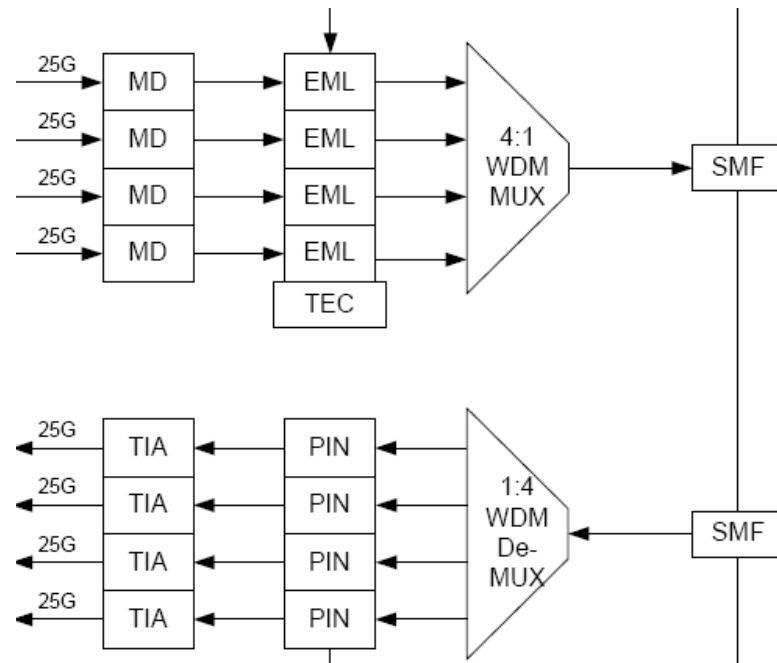 25G MD EML
25G MD EML
25G MD EML
25G MD EML
TEC
4:1
WDM
MUX
SMF
25G TIA PIN
25G TIA PIN
25G TIA PIN
25G TIA PIN
1:4
WDM
De-
MUX
SMF